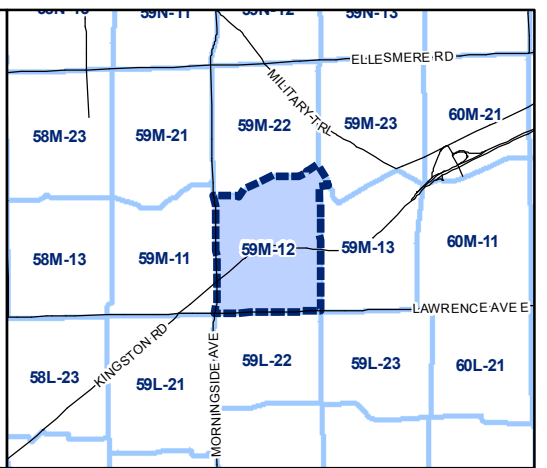 59N-11
59N-12
59N-13
ELLESMERE RD
MILITARY TRL
58M-23
59M-21
59M-22
59M-23
60M-21
58M-13
59M-11
59M-12
59M-13
60M-11
LAWRENCE AVE E
KINGSTON RD
MORNINGSIDE AVE
58L-23
59L-21
59L-22
59L-23
60L-21